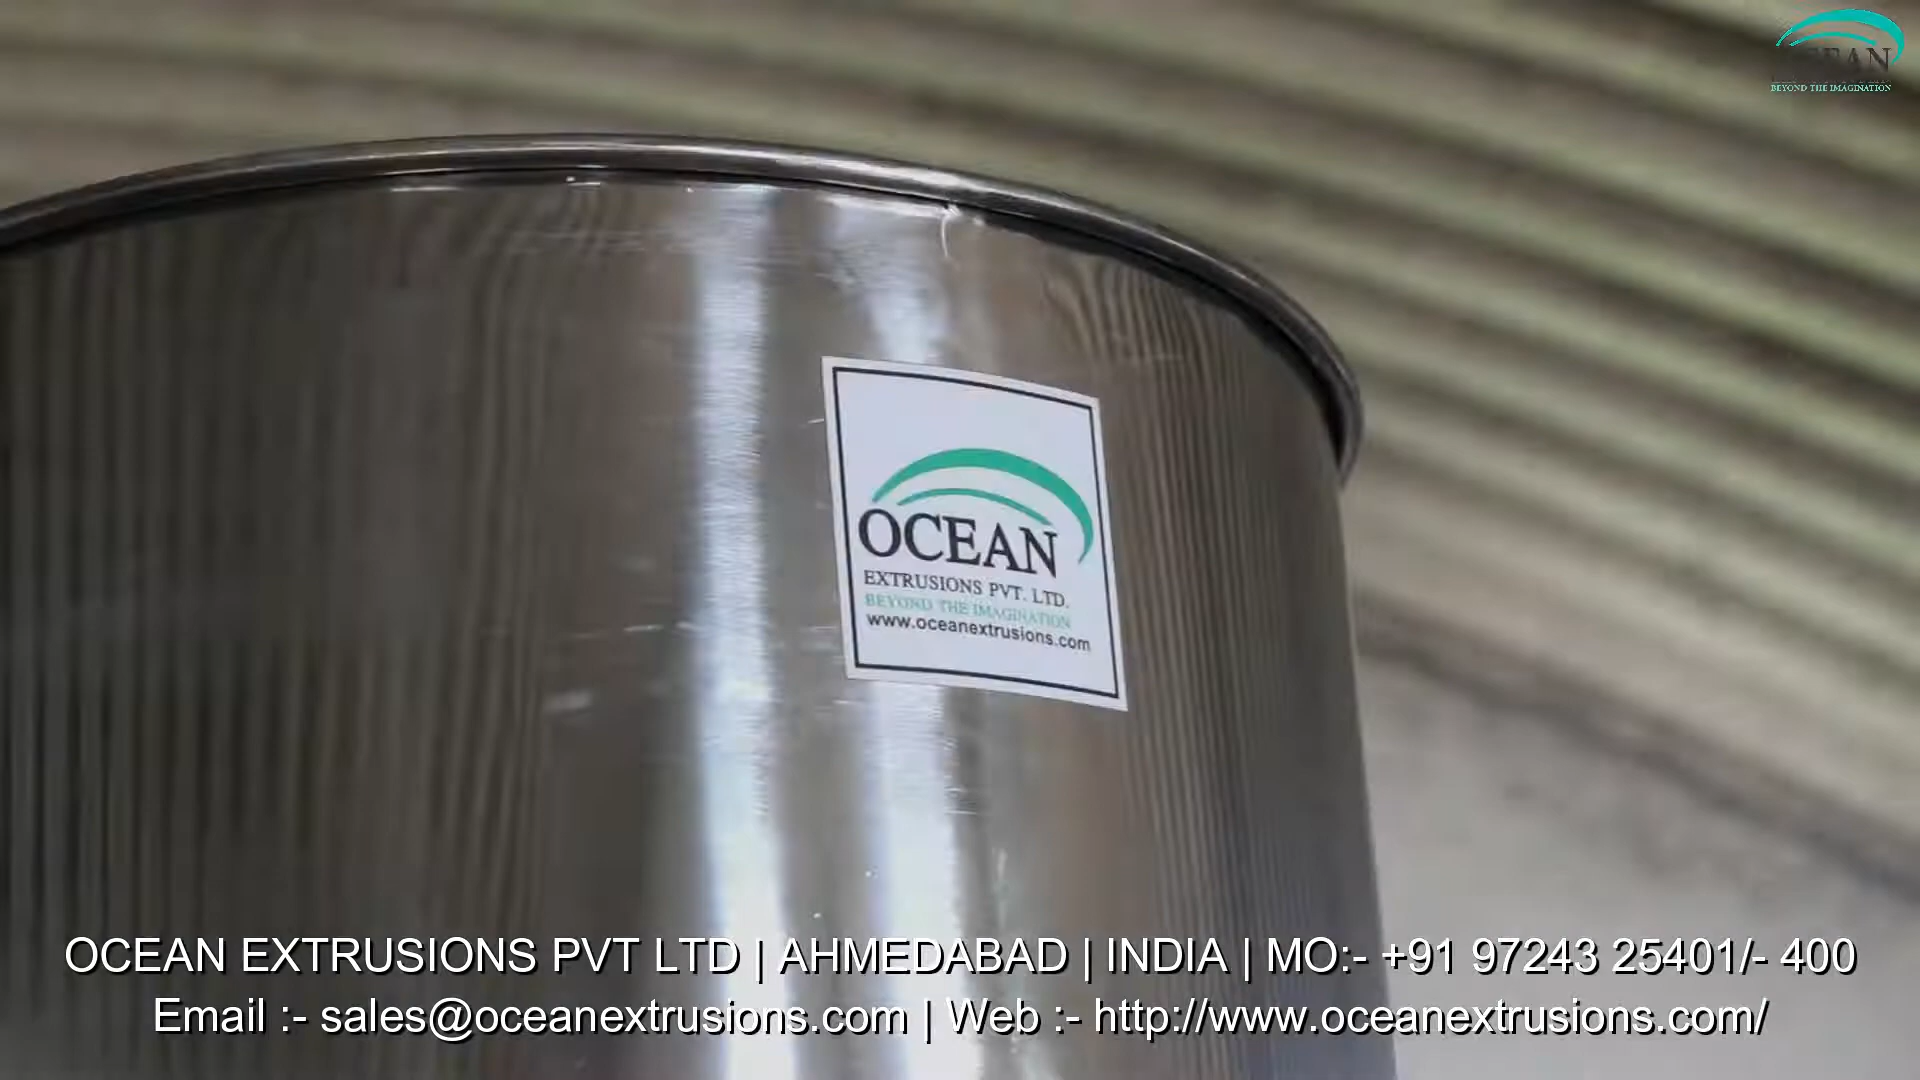 OCEAN
BEYOND THE IMAGINATION
OCEAN
EXTRUSIONS PVT. LTD.
BEYOND THE IMAGINATION
www.oceanextrusions.com
OCEAN EXTRUSIONS PVT LTD | AHMEDABAD | INDIA | MO:- +91 97243 25401/- 400
Email :- sales@oceanextrusions.com | Web :- http://www.oceanextrusions.com/